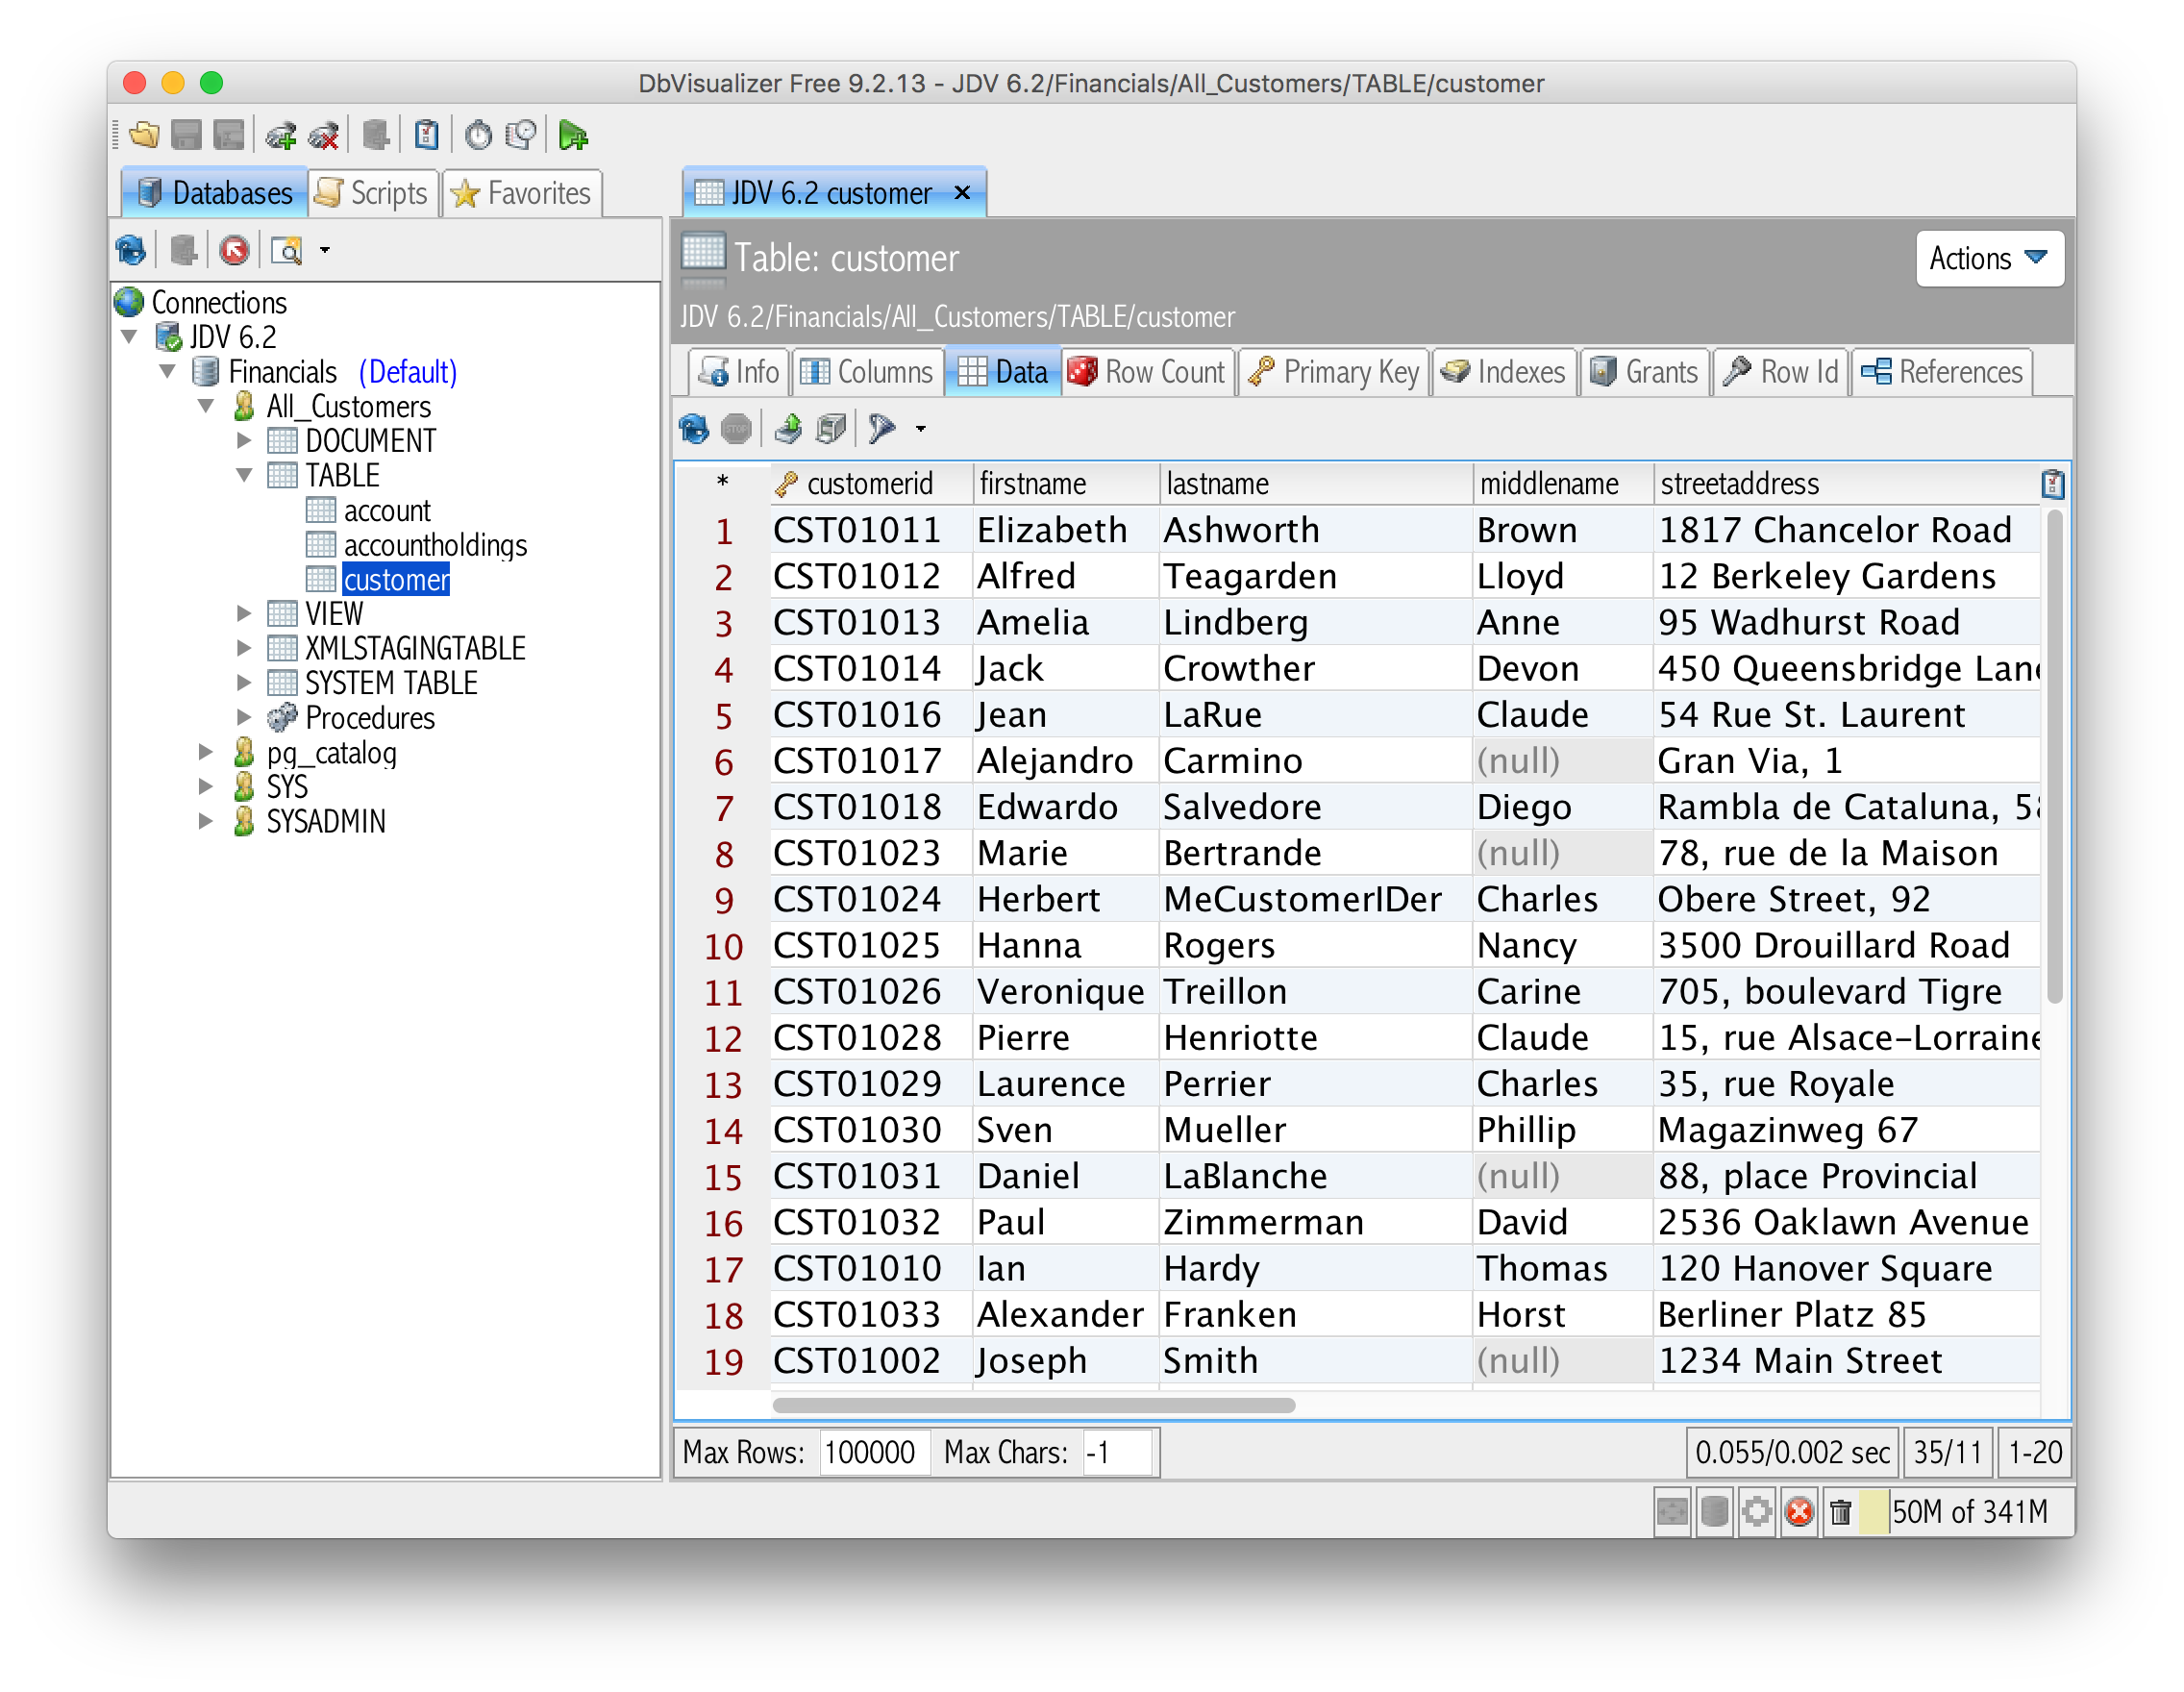 DbVisualizer Free 9.2.13 - JDV 6.2/Financials/All_Customers/TABLE/customer
Databases Scripts Favorites
JDV 6.2 customer ×
Table: customer
Actions
JDV 6.2/Financials/All_Customers/TABLE/customer
Connections
JDV 6.2
Financials (Default)
All_Customers
DOCUMENT
TABLE
account
accountholdings
customer
VIEW
XMLSTAGINGTABLE
SYSTEM TABLE
Procedures
pg_catalog
SYS
SYSADMIN
Info Columns Data Row Count Primary Key Indexes Grants Row Id References
STOP
* customerid firstname lastname middlename streetaddress
1 CST01011 Elizabeth Ashworth Brown 1817 Chancelor Road
2 CST01012 Alfred Teagarden Lloyd 12 Berkeley Gardens
3 CST01013 Amelia Lindberg Anne 95 Wadhurst Road
4 CST01014 Jack Crowther Devon 450 Queensbridge Lane
5 CST01016 Jean LaRue Claude 54 Rue St. Laurent
6 CST01017 Alejandro Carmino (null) Gran Via, 1
7 CST01018 Edwardo Salvedore Diego Rambla de Cataluna, 5
8 CST01023 Marie Bertrande (null) 78, rue de la Maison
9 CST01024 Herbert MeCustomerIDer Charles Obere Street, 92
10 CST01025 Hanna Rogers Nancy 3500 Drouillard Road
11 CST01026 Veronique Treillon Carine 705, boulevard Tigre
12 CST01028 Pierre Henriotte Claude 15, rue Alsace-Lorraine
13 CST01029 Laurence Perrier Charles 35, rue Royale
14 CST01030 Sven Mueller Phillip Magazinweg 67
15 CST01031 Daniel LaBlanche (null) 88, place Provincial
16 CST01032 Paul Zimmerman David 2536 Oaklawn Avenue
17 CST01010 Ian Hardy Thomas 120 Hanover Square
18 CST01033 Alexander Franken Horst Berliner Platz 85
19 CST01002 Joseph Smith (null) 1234 Main Street
Max Rows: 100000 Max Chars: -1 0.055/0.002 sec 35/11 1-20
50M of 341M